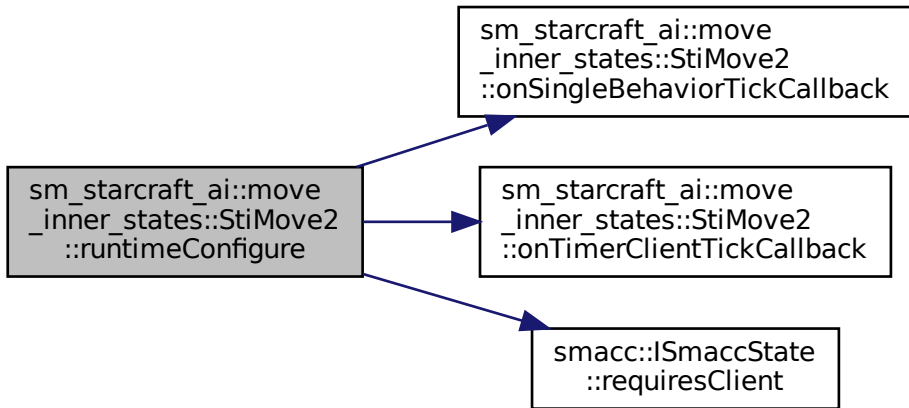 sm_starcraft_ai::move
_inner_states::StiMove2
::runtimeConfigure
sm_starcraft_ai::move
_inner_states::StiMove2
::onSingleBehaviorTickCallback
sm_starcraft_ai::move
_inner_states::StiMove2
::onTimerClientTickCallback
smacc::ISmaccState
::requiresClient